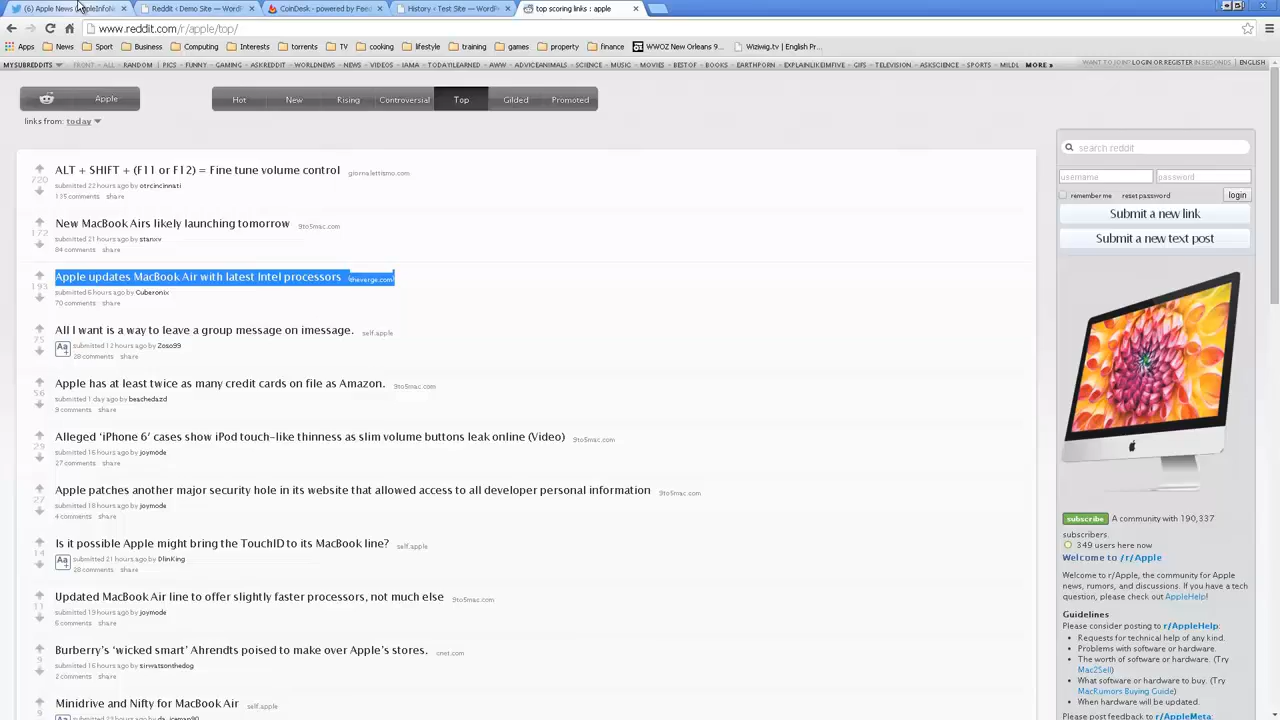 (6) Apple News (AppleInfoN
Reddit ‹ Demo Site — WordP
CoinDesk - powered by Feed
History ‹ Test Site — WordPr
top scoring links : apple
www.reddit.com/r/apple/top/
Apps News Sport Business Computing Interests torrents TV cooking lifestyle training games property finance WWOZ New Orleans 9... Wiziwig.tv | English Pr...
MY SUBREDDITS FRONT - ALL - RANDOM | PICS - FUNNY - GAMING - ASKREDDIT - WORLDNEWS - NEWS - VIDEOS - IAMA - TODAYILEARNED - AWW - ADVICEANIMALS - SCIENCE - MUSIC - MOVIES - BESTOF - BOOKS - EARTHPORN - EXPLAINLIKEIMFIVE - GIFS - TELEVISION - ASKSCIENCE - SPORTS - MILDL MORE »
WANT TO JOIN? LOGIN OR REGISTER IN SECONDS | ENGLISH
Apple
Hot New Rising Controversial Top Gilded Promoted
links from: today
720
ALT + SHIFT + (F11 or F12) = Fine tune volume control giornalettismo.com
submitted 22 hours ago by otrcincinnati
135 comments share
172
New MacBook Airs likely launching tomorrow 9to5mac.com
submitted 21 hours ago by stanxv
84 comments share
193
Apple updates MacBook Air with latest Intel processors (theverge.com)
submitted 6 hours ago by Cuberonix
70 comments share
75
All I want is a way to leave a group message on imessage. self.apple
Aa+
submitted 12 hours ago by Zoso99
28 comments share
56
Apple has at least twice as many credit cards on file as Amazon. 9to5mac.com
submitted 1 day ago by beachedazd
9 comments share
29
Alleged ‘iPhone 6’ cases show iPod touch-like thinness as slim volume buttons leak online (Video) 9to5mac.com
submitted 16 hours ago by joymode
27 comments share
27
Apple patches another major security hole in its website that allowed access to all developer personal information 9to5mac.com
submitted 18 hours ago by joymode
4 comments share
14
Is it possible Apple might bring the TouchID to its MacBook line? self.apple
Aa+
submitted 21 hours ago by DlinKing
28 comments share
11
Updated MacBook Air line to offer slightly faster processors, not much else 9to5mac.com
submitted 19 hours ago by joymode
6 comments share
9
Burberry’s ‘wicked smart’ Ahrendts poised to make over Apple’s stores. cnet.com
submitted 16 hours ago by sirwatsonthedog
2 comments share
9
Minidrive and Nifty for MacBook Air self.apple
search reddit
username password
remember me reset password login
Submit a new link
Submit a new text post
subscribe A community with 190,337
subscribers.
349 users here now
Welcome to /r/Apple
Welcome to r/Apple, the community for Apple
news, rumors, and discussions. If you have a tech
question, please check out AppleHelp!
Guidelines
Please consider posting to r/AppleHelp:
• Requests for technical help of any kind.
• Problems with software or hardware.
• The worth of software or hardware. (Try
Mac2Sell)
• What software or hardware to buy. (Try
MacRumors Buying Guide)
• When hardware will be updated.
Please post feedback to r/AppleMeta: